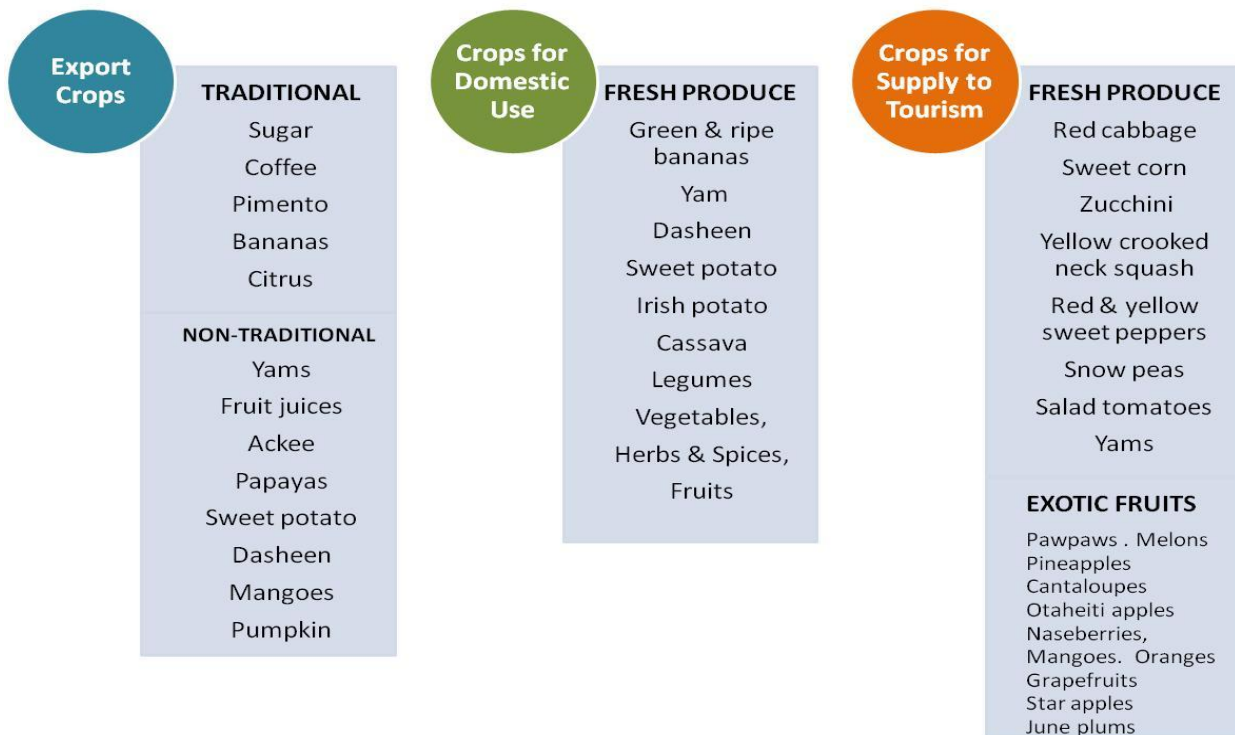 Export
Crops
TRADITIONAL
Sugar
Coffee
Pimento
Bananas
Citrus
NON-TRADITIONAL
Yams
Fruit juices
Ackee
Papayas
Sweet potato
Dasheen
Mangoes
Pumpkin
Crops for
Domestic
Use
FRESH PRODUCE
Green & ripe
bananas
Yam
Dasheen
Sweet potato
Irish potato
Cassava
Legumes
Vegetables,
Herbs & Spices,
Fruits
Crops for
Supply to
Tourism
FRESH PRODUCE
Red cabbage
Sweet corn
Zucchini
Yellow crooked
neck squash
Red & yellow
sweet peppers
Snow peas
Salad tomatoes
Yams
EXOTIC FRUITS
Pawpaws . Melons
Pineapples
Cantaloupes
Otaheiti apples
Naseberries,
Mangoes. Oranges
Grapefruits
Star apples
June plums